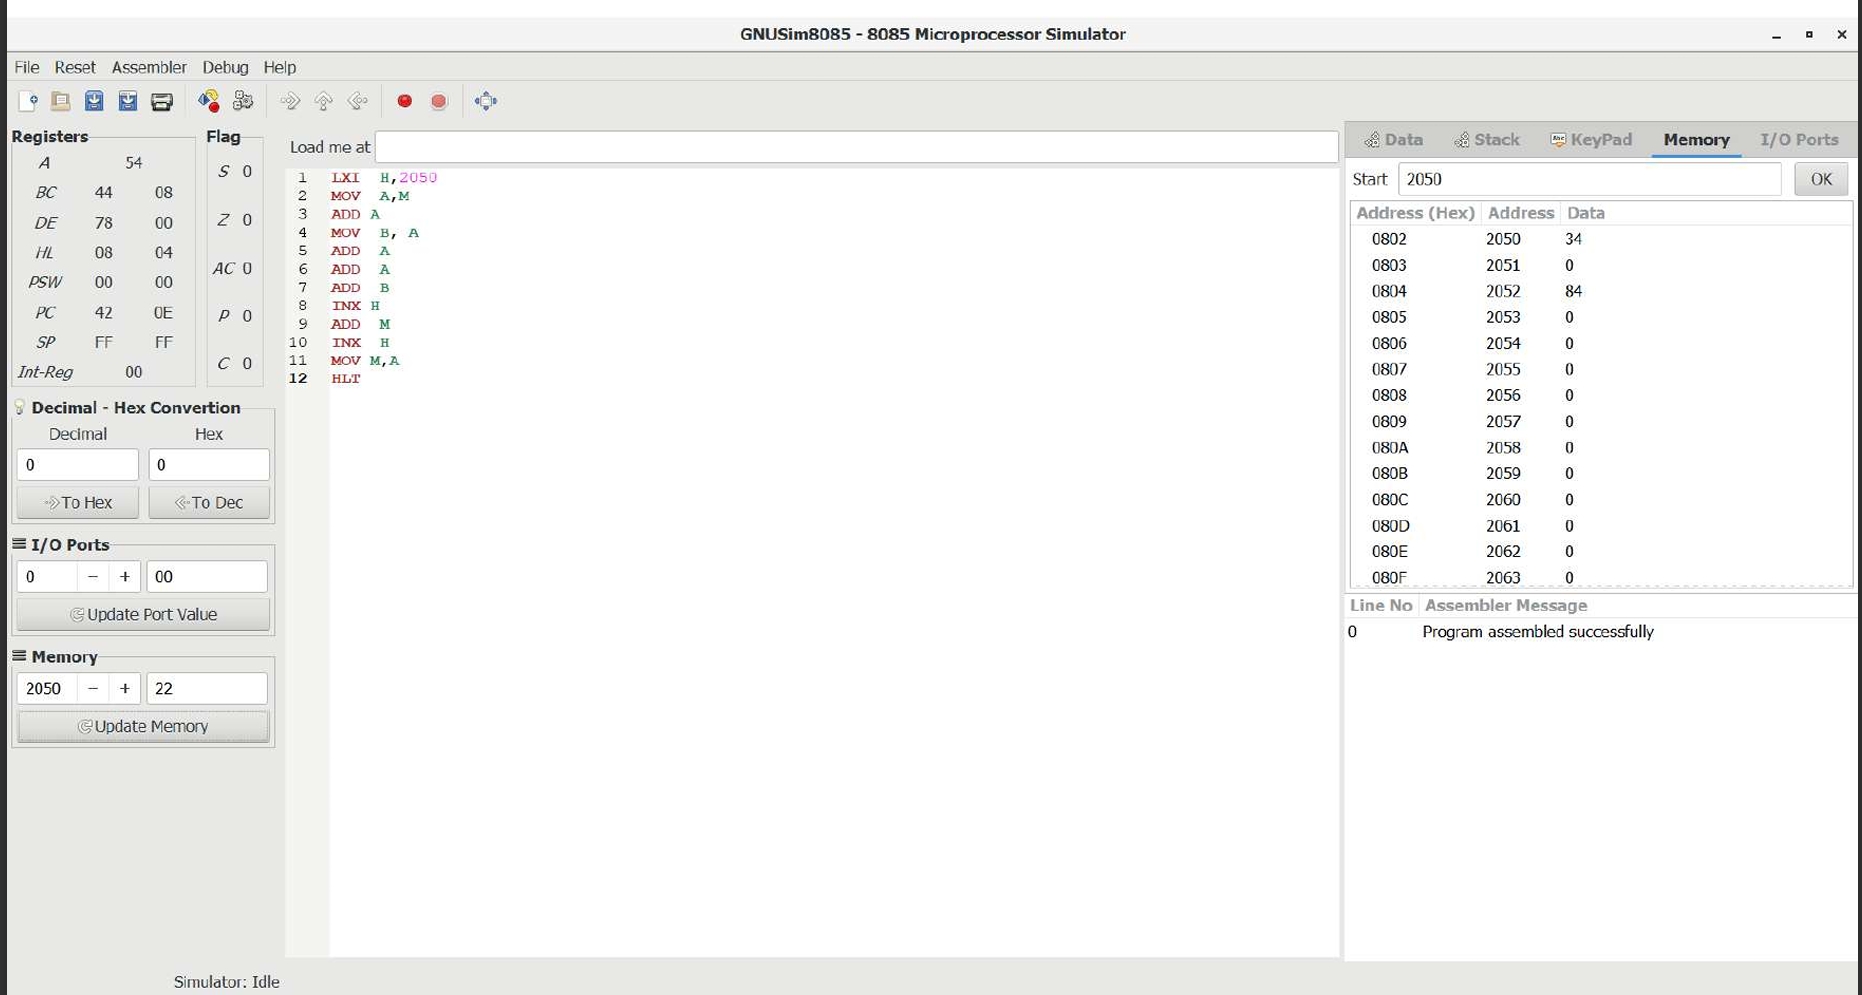 GNUSim8085 - 8085 Microprocessor Simulator
File Reset Assembler Debug Help
Registers
A 54
BC 44 08
DE 78 00
HL 08 04
PSW 00 00
PC 42 0E
SP FF FF
Int-Reg 00
Flag
S 0
Z 0
AC 0
P 0
C 0
Decimal - Hex Convertion
Decimal Hex
0 0
To Hex To Dec
I/O Ports
0 − + 00
Update Port Value
Memory
2050 − + 22
Update Memory
Load me at
1 LXI H,2050
2 MOV A,M
3 ADD A
4 MOV B, A
5 ADD A
6 ADD A
7 ADD B
8 INX H
9 ADD M
10 INX H
11 MOV M,A
12 HLT
Data Stack KeyPad Memory I/O Ports
Start 2050 OK
Address (Hex) Address Data
0802 2050 34
0803 2051 0
0804 2052 84
0805 2053 0
0806 2054 0
0807 2055 0
0808 2056 0
0809 2057 0
080A 2058 0
080B 2059 0
080C 2060 0
080D 2061 0
080E 2062 0
080F 2063 0
Line No Assembler Message
0 Program assembled successfully
Simulator: Idle